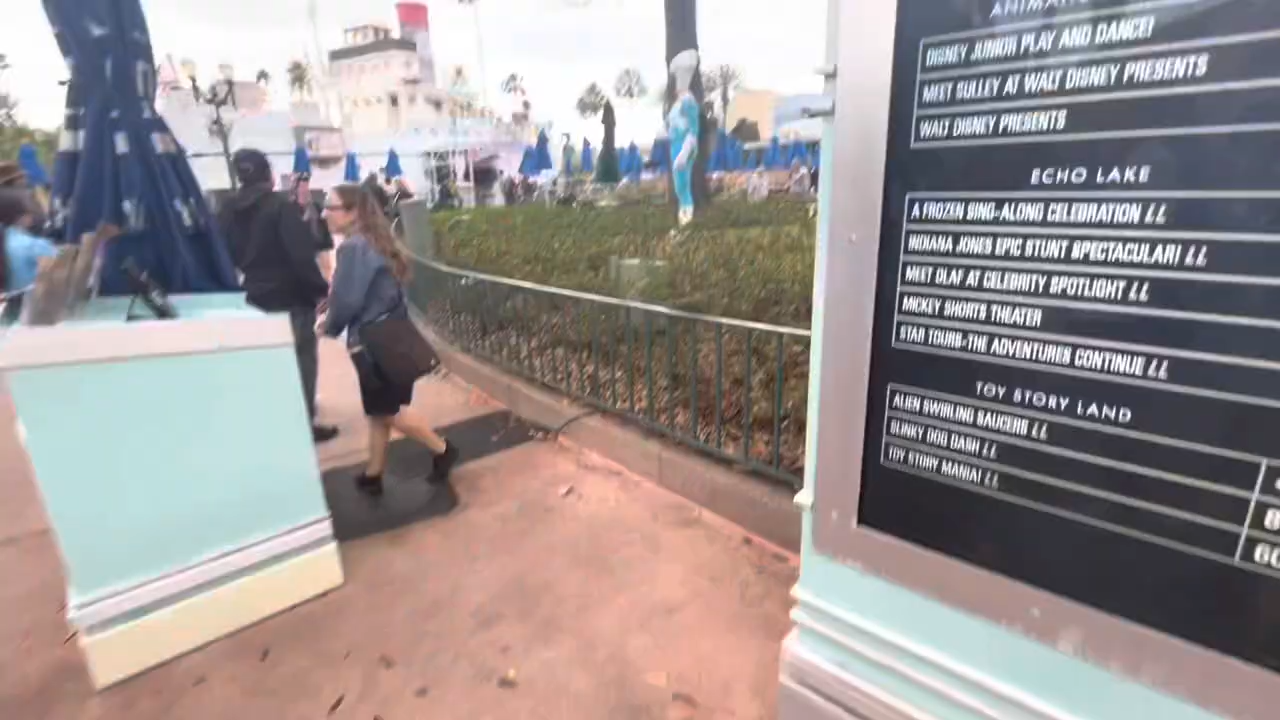 DISNEY JUNIOR PLAY AND DANCE!
MEET SULLEY AT WALT DISNEY PRESENTS
WALT DISNEY PRESENTS
ECHO LAKE
A FROZEN SING-ALONG CELEBRATION
INDIANA JONES EPIC STUNT SPECTACULAR!
MEET OLAF AT CELEBRITY SPOTLIGHT
MICKEY SHORTS THEATER
STAR TOURS-THE ADVENTURES CONTINUE
TOY STORY LAND
ALIEN SWIRLING SAUCERS
SLINKY DOG DASH
TOY STORY MANIA!